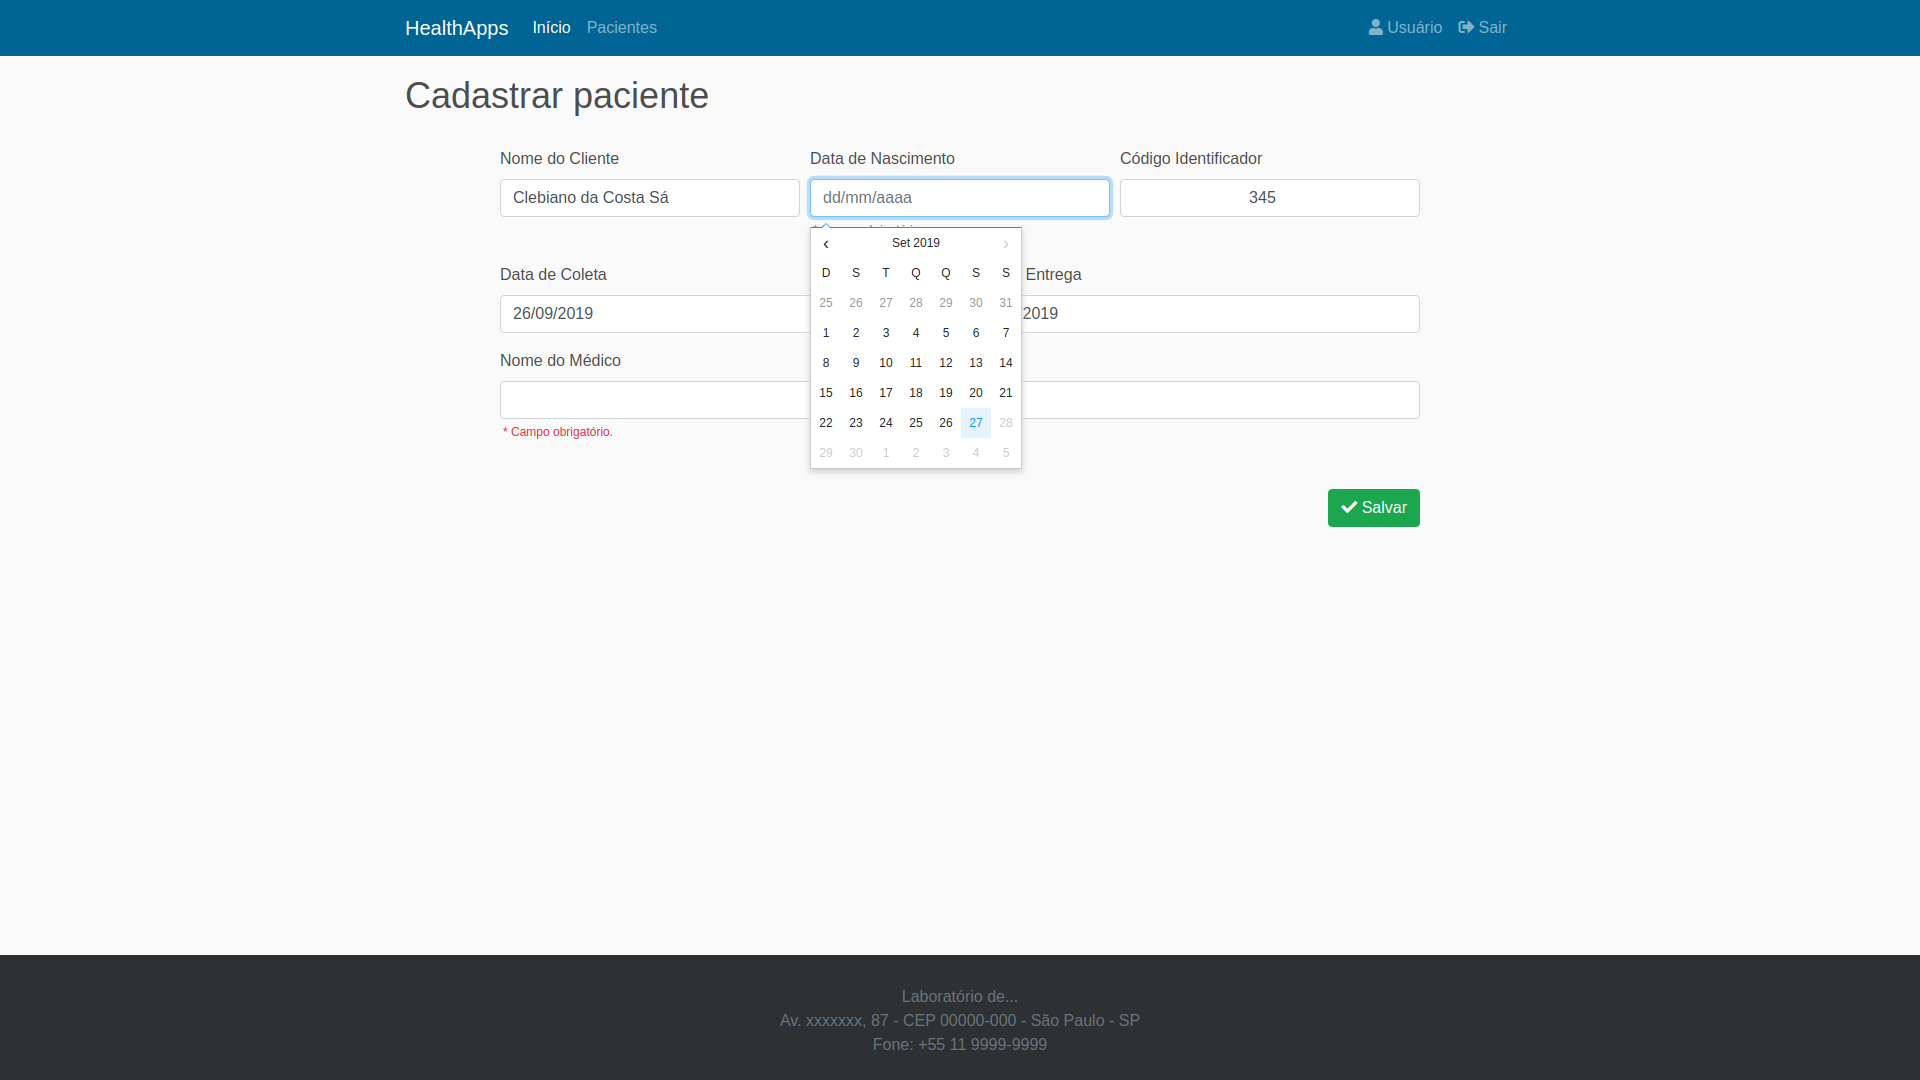 HealthApps Início Pacientes Usuário Sair
Cadastrar paciente
Nome do Cliente Data de Nascimento Código Identificador
Clebiano da Costa Sá dd/mm/aaaa 345
‹ Set 2019 ›
D S T Q Q S S
25 26 27 28 29 30 31
1 2 3 4 5 6 7
8 9 10 11 12 13 14
15 16 17 18 19 20 21
22 23 24 25 26 27 28
29 30 1 2 3 4 5
Data de Coleta Entrega
26/09/2019 2019
Nome do Médico
* Campo obrigatório.
Salvar
Laboratório de...
Av. xxxxxxx, 87 - CEP 00000-000 - São Paulo - SP
Fone: +55 11 9999-9999